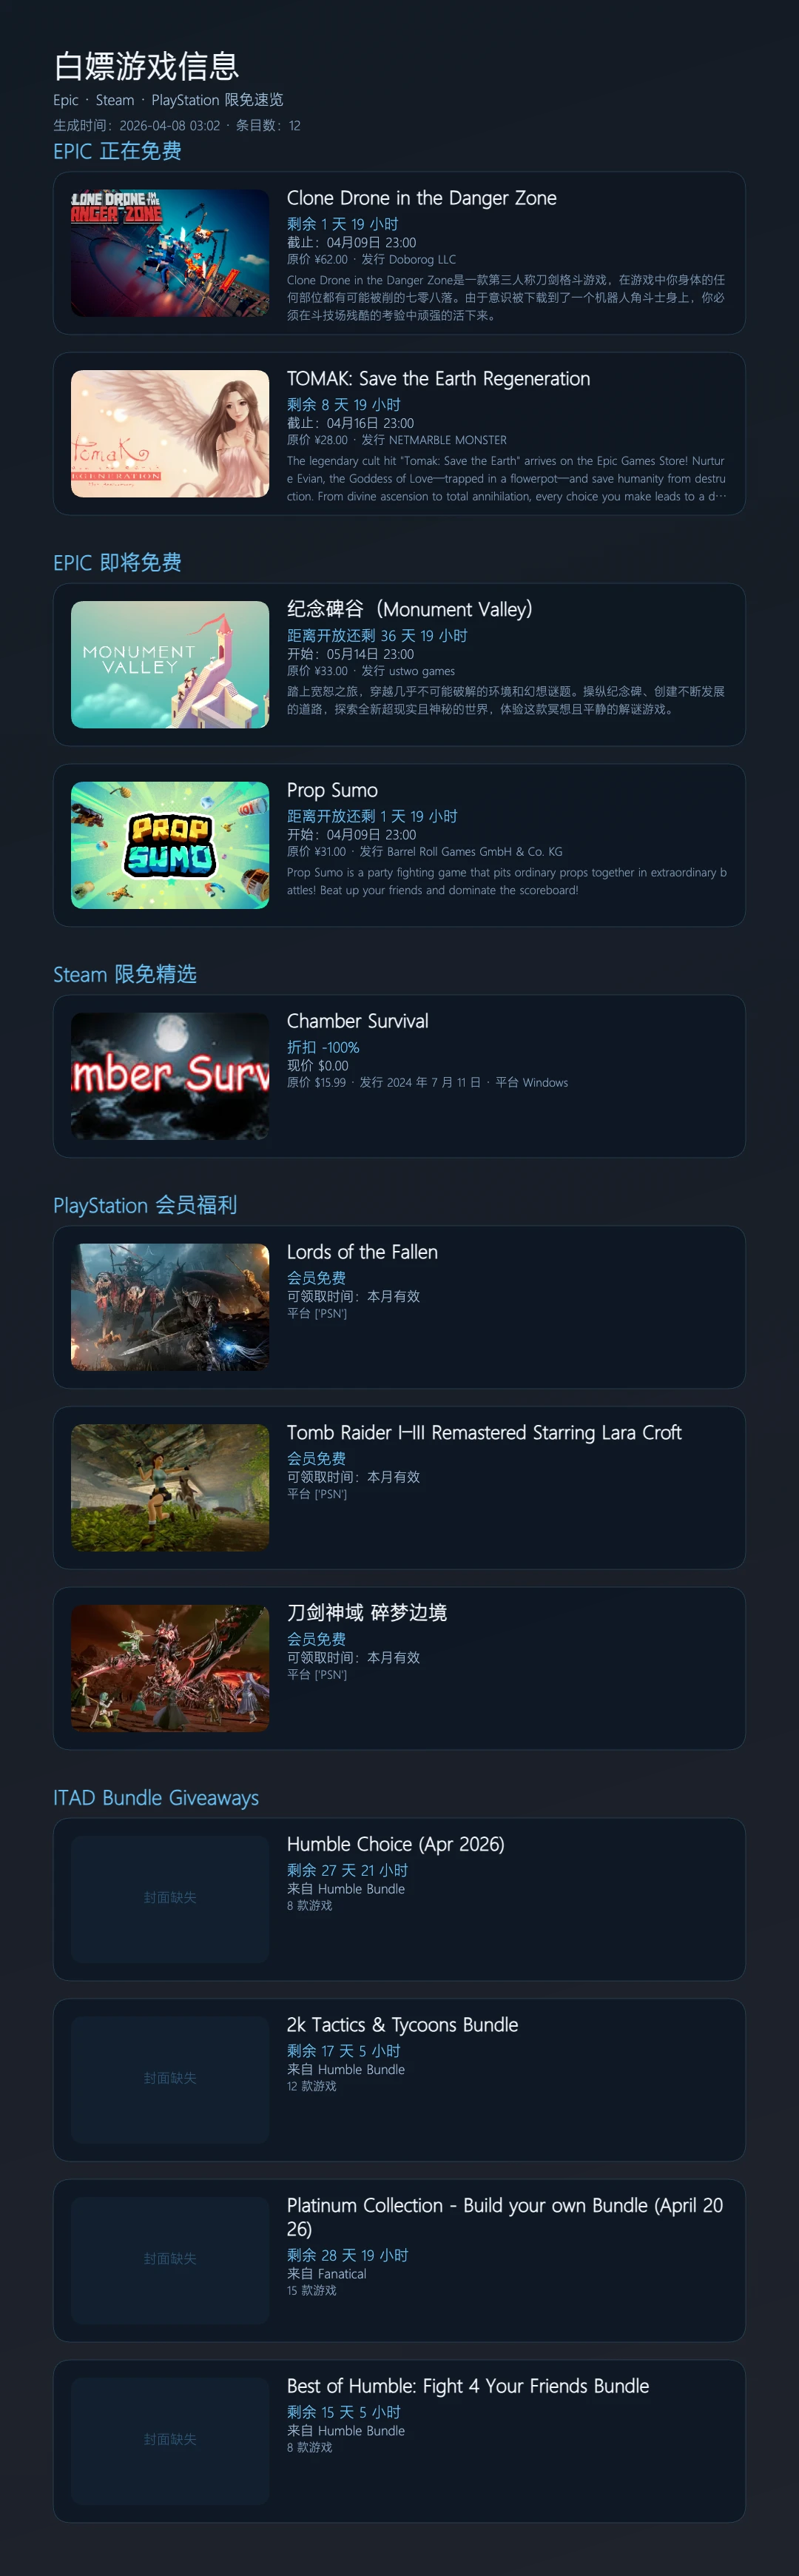 白嫖游戏信息
Epic · Steam · PlayStation 限免速览
生成时间：2026-04-08 03:02 · 条目数：12
EPIC 正在免费
CLONE DRONE IN THE
DANGER ZONE
Clone Drone in the Danger Zone
剩余 1 天 19 小时
截止：04月09日 23:00
原价 ¥62.00 · 发行 Doborog LLC
Clone Drone in the Danger Zone是一款第三人称刀剑格斗游戏，在游戏中你身体的任
何部位都有可能被削的七零八落。由于意识被下载到了一个机器人角斗士身上，你必
须在斗技场残酷的考验中顽强的活下来。
TomaK
REGENERATION
TOMAK: Save the Earth Regeneration
剩余 8 天 19 小时
截止：04月16日 23:00
原价 ¥28.00 · 发行 NETMARBLE MONSTER
The legendary cult hit "Tomak: Save the Earth" arrives on the Epic Games Store! Nurtur
e Evian, the Goddess of Love—trapped in a flowerpot—and save humanity from destru
ction. From divine ascension to total annihilation, every choice you make leads to a d…
EPIC 即将免费
MONUMENT
VALLEY
纪念碑谷（Monument Valley）
距离开放还剩 36 天 19 小时
开始：05月14日 23:00
原价 ¥33.00 · 发行 ustwo games
踏上宽恕之旅，穿越几乎不可能破解的环境和幻想谜题。操纵纪念碑、创建不断发展
的道路，探索全新超现实且神秘的世界，体验这款冥想且平静的解谜游戏。
PROP
SUMO
Prop Sumo
距离开放还剩 1 天 19 小时
开始：04月09日 23:00
原价 ¥31.00 · 发行 Barrel Roll Games GmbH & Co. KG
Prop Sumo is a party fighting game that pits ordinary props together in extraordinary b
attles! Beat up your friends and dominate the scoreboard!
Steam 限免精选
mber Surv
Chamber Survival
折扣 -100%
现价 $0.00
原价 $15.99 · 发行 2024 年 7 月 11 日 · 平台 Windows
PlayStation 会员福利
Lords of the Fallen
会员免费
可领取时间：本月有效
平台 ['PSN']
Tomb Raider I–III Remastered Starring Lara Croft
会员免费
可领取时间：本月有效
平台 ['PSN']
刀剑神域 碎梦边境
会员免费
可领取时间：本月有效
平台 ['PSN']
ITAD Bundle Giveaways
封面缺失
Humble Choice (Apr 2026)
剩余 27 天 21 小时
来自 Humble Bundle
8 款游戏
封面缺失
2k Tactics & Tycoons Bundle
剩余 17 天 5 小时
来自 Humble Bundle
12 款游戏
封面缺失
Platinum Collection - Build your own Bundle (April 20
26)
剩余 28 天 19 小时
来自 Fanatical
15 款游戏
封面缺失
Best of Humble: Fight 4 Your Friends Bundle
剩余 15 天 5 小时
来自 Humble Bundle
8 款游戏